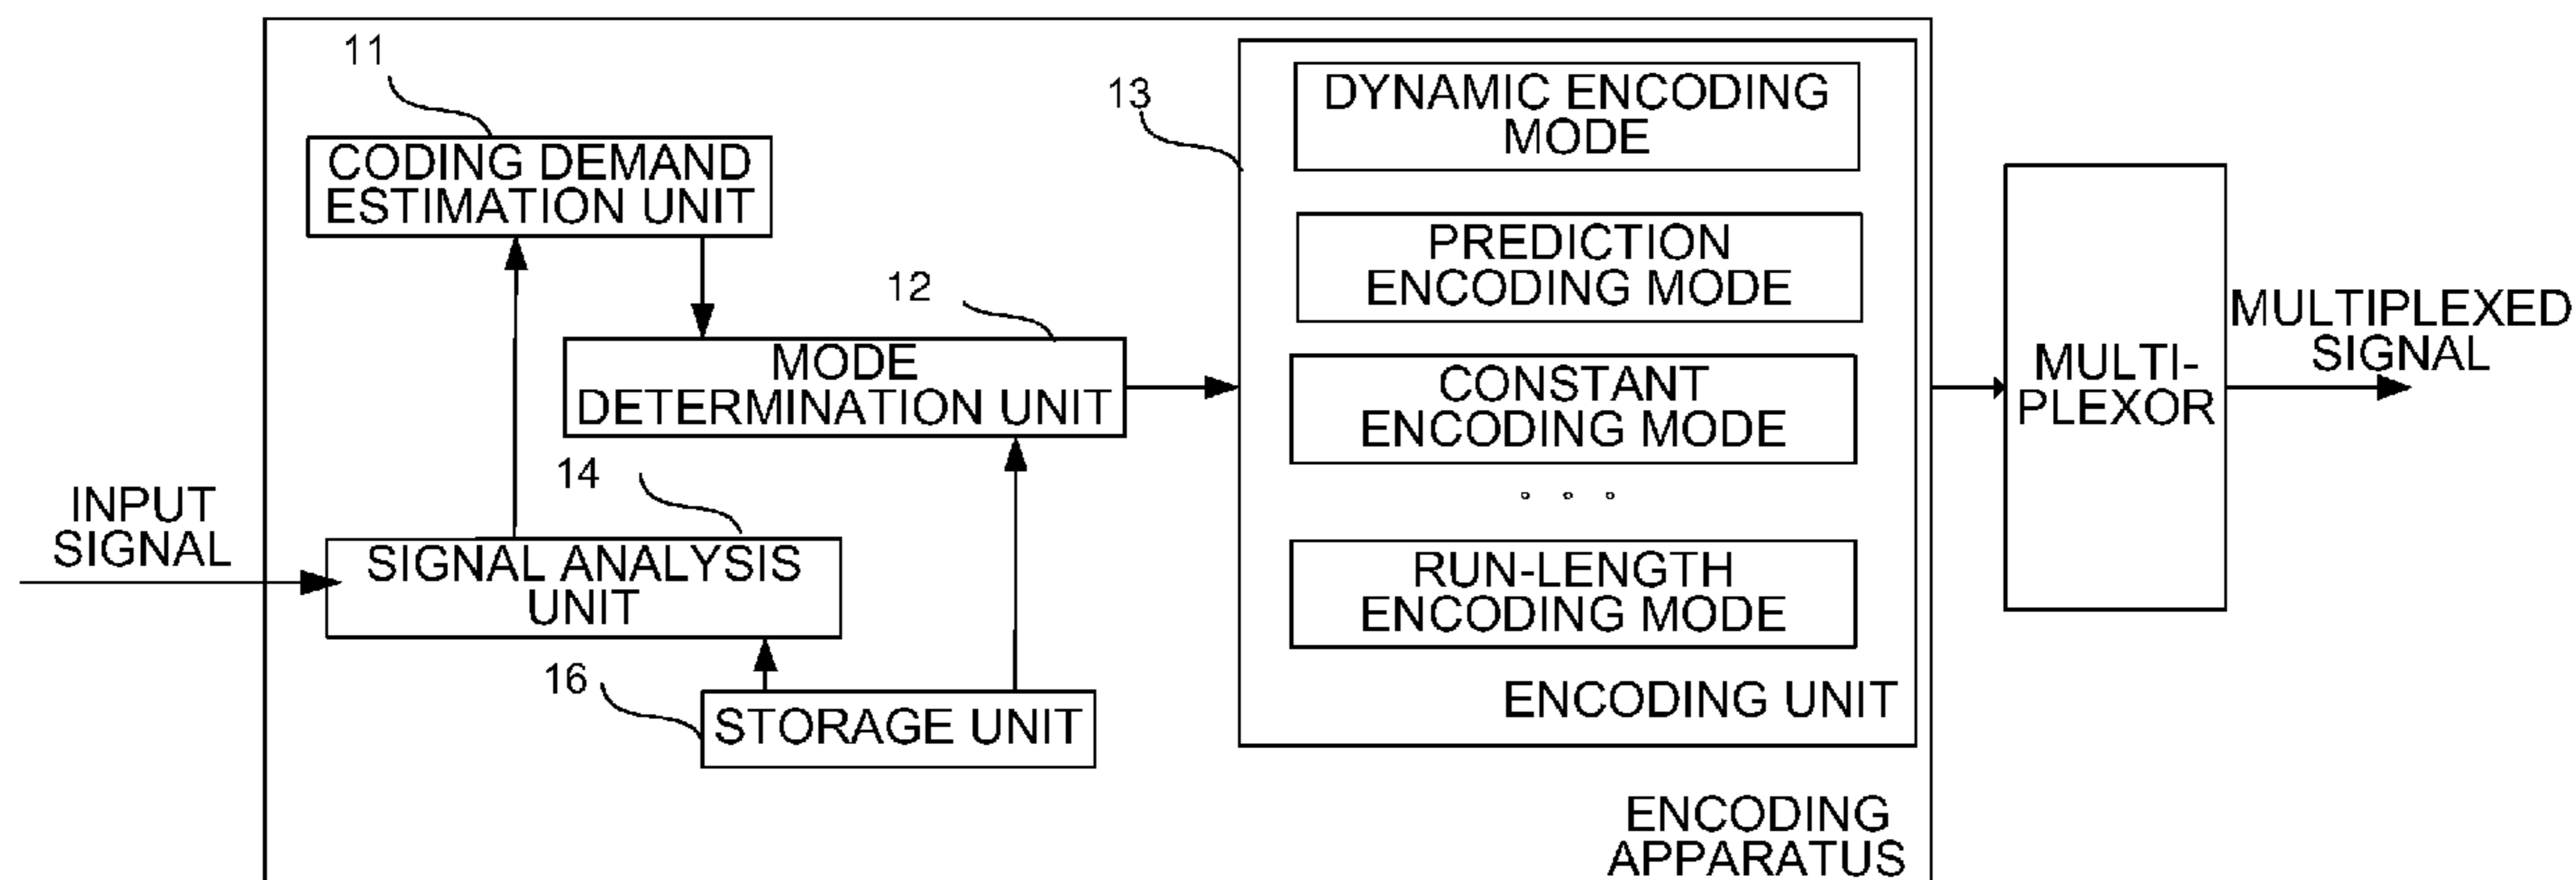 11
CODING DEMAND
ESTIMATION UNIT
12
MODE
DETERMINATION UNIT
INPUT
SIGNAL
14
SIGNAL ANALYSIS
UNIT
16
STORAGE UNIT
13
DYNAMIC ENCODING
MODE
PREDICTION
ENCODING MODE
CONSTANT
ENCODING MODE
RUN-LENGTH
ENCODING MODE
ENCODING UNIT
ENCODING
APPARATUS
MULTI-
PLEXOR
MULTIPLEXED
SIGNAL